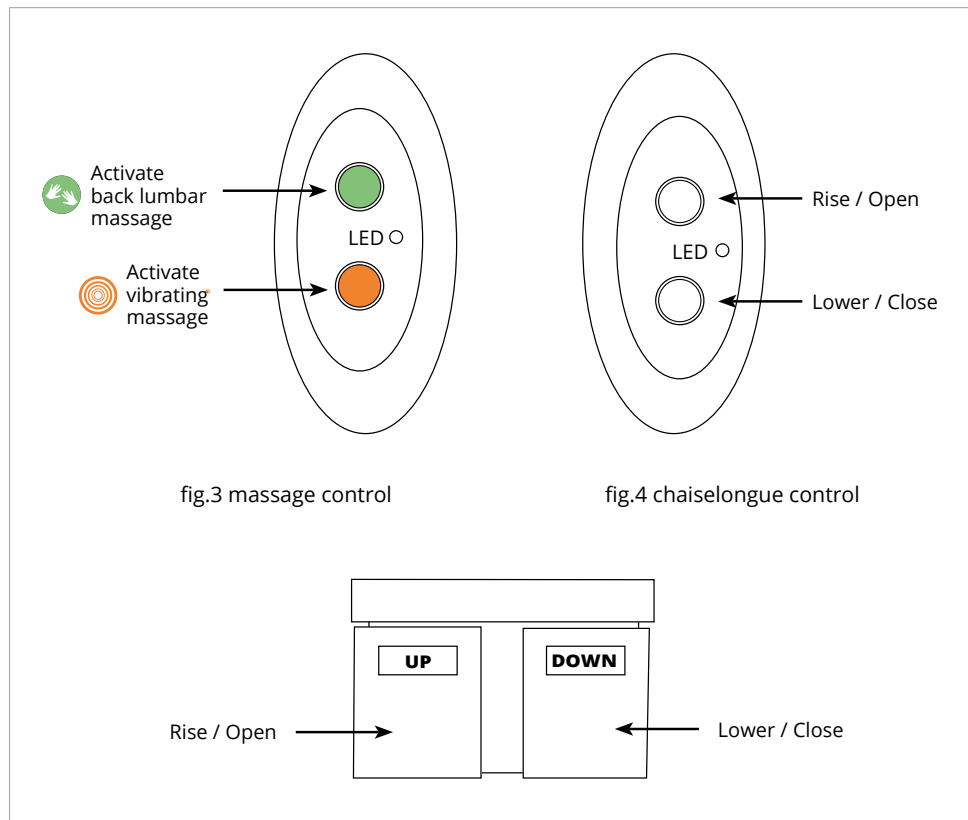 Activate
back lumbar
massage
LED
Activate
vibrating
massage
Rise / Open
LED
Lower / Close
fig.3 massage control
fig.4 chaiselongue control
UP
DOWN
Rise / Open
Lower / Close